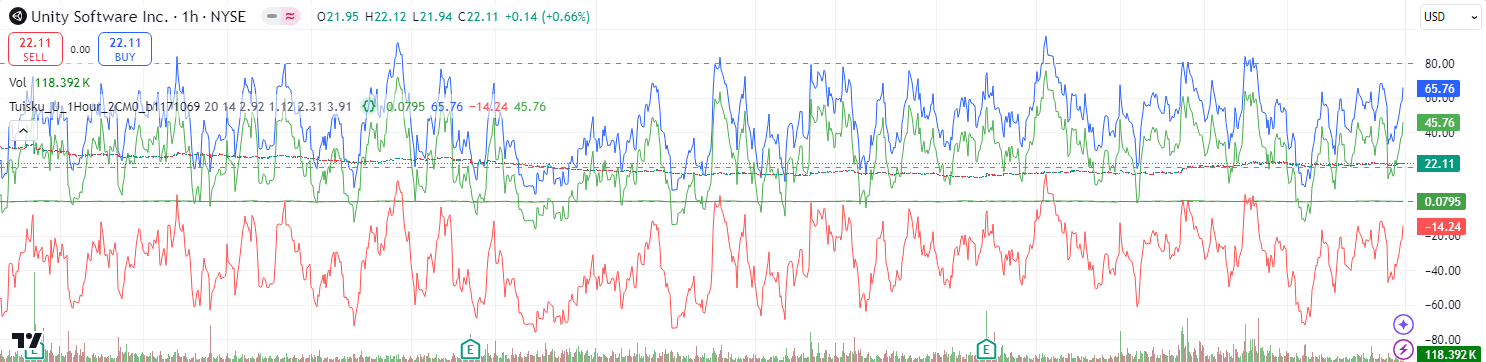 Unity Software Inc. · 1h · NYSE O21.95 H22.12 L21.94 C22.11 +0.14 (+0.66%) USD
22.11 0.00 22.11
SELL BUY
Vol 118.392 K
Tuisku_U_1Hour_2CM0_b1171069 20 14 2.92 1.12 2.31 3.91 0.0795 65.76 −14.24 45.76
80.00
65.76
60.00
45.76
40.00
22.11
0.0795
−14.24
−20.00
−40.00
−60.00
−80.00
E E E
118.392 K